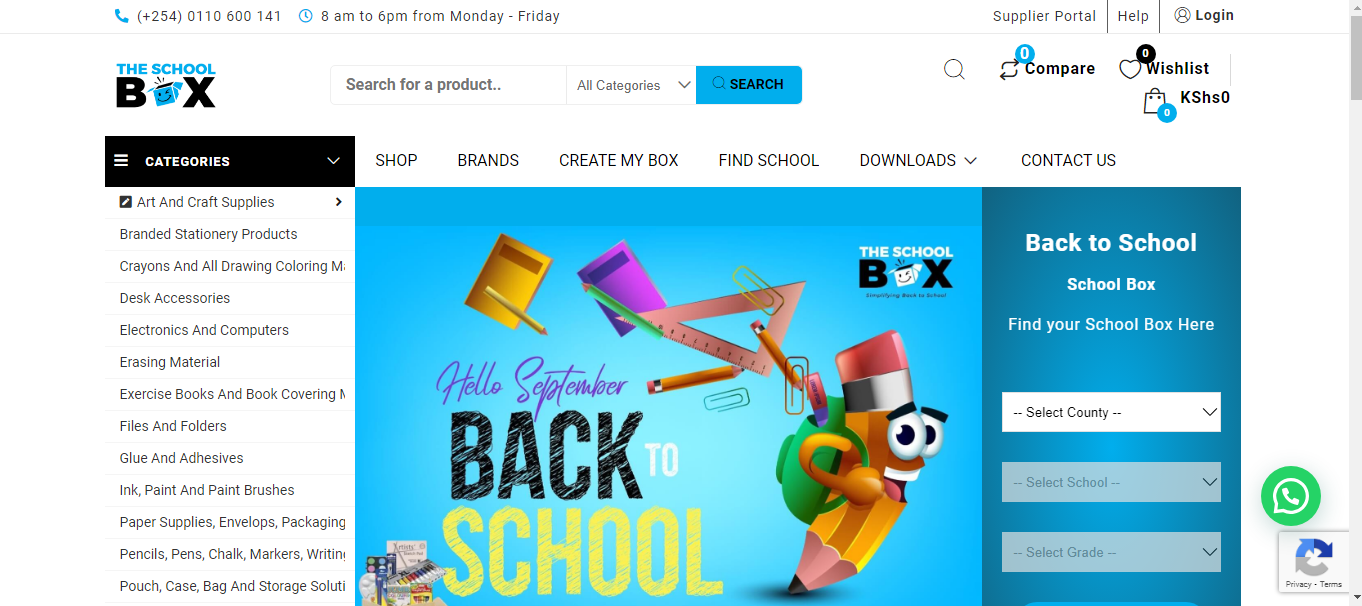 (+254) 0110 600 141
8 am to 6pm from Monday - Friday
Supplier Portal
Help
Login
THE SCHOOL
BOX
Search for a product..
All Categories
SEARCH
0
Compare
0
Wishlist
KShs0
0
CATEGORIES
SHOP
BRANDS
CREATE MY BOX
FIND SCHOOL
DOWNLOADS
CONTACT US
Art And Craft Supplies
Branded Stationery Products
Crayons And All Drawing Coloring Ma
Desk Accessories
Electronics And Computers
Erasing Material
Exercise Books And Book Covering M
Files And Folders
Glue And Adhesives
Ink, Paint And Paint Brushes
Paper Supplies, Envelops, Packaging
Pencils, Pens, Chalk, Markers, Writing
Pouch, Case, Bag And Storage Soluti
THE SCHOOL
BOX
Simplifying Back to School
Hello September
BACK TO
SCHOOL
Back to School
School Box
Find your School Box Here
-- Select County --
-- Select School --
-- Select Grade --
Privacy - Terms